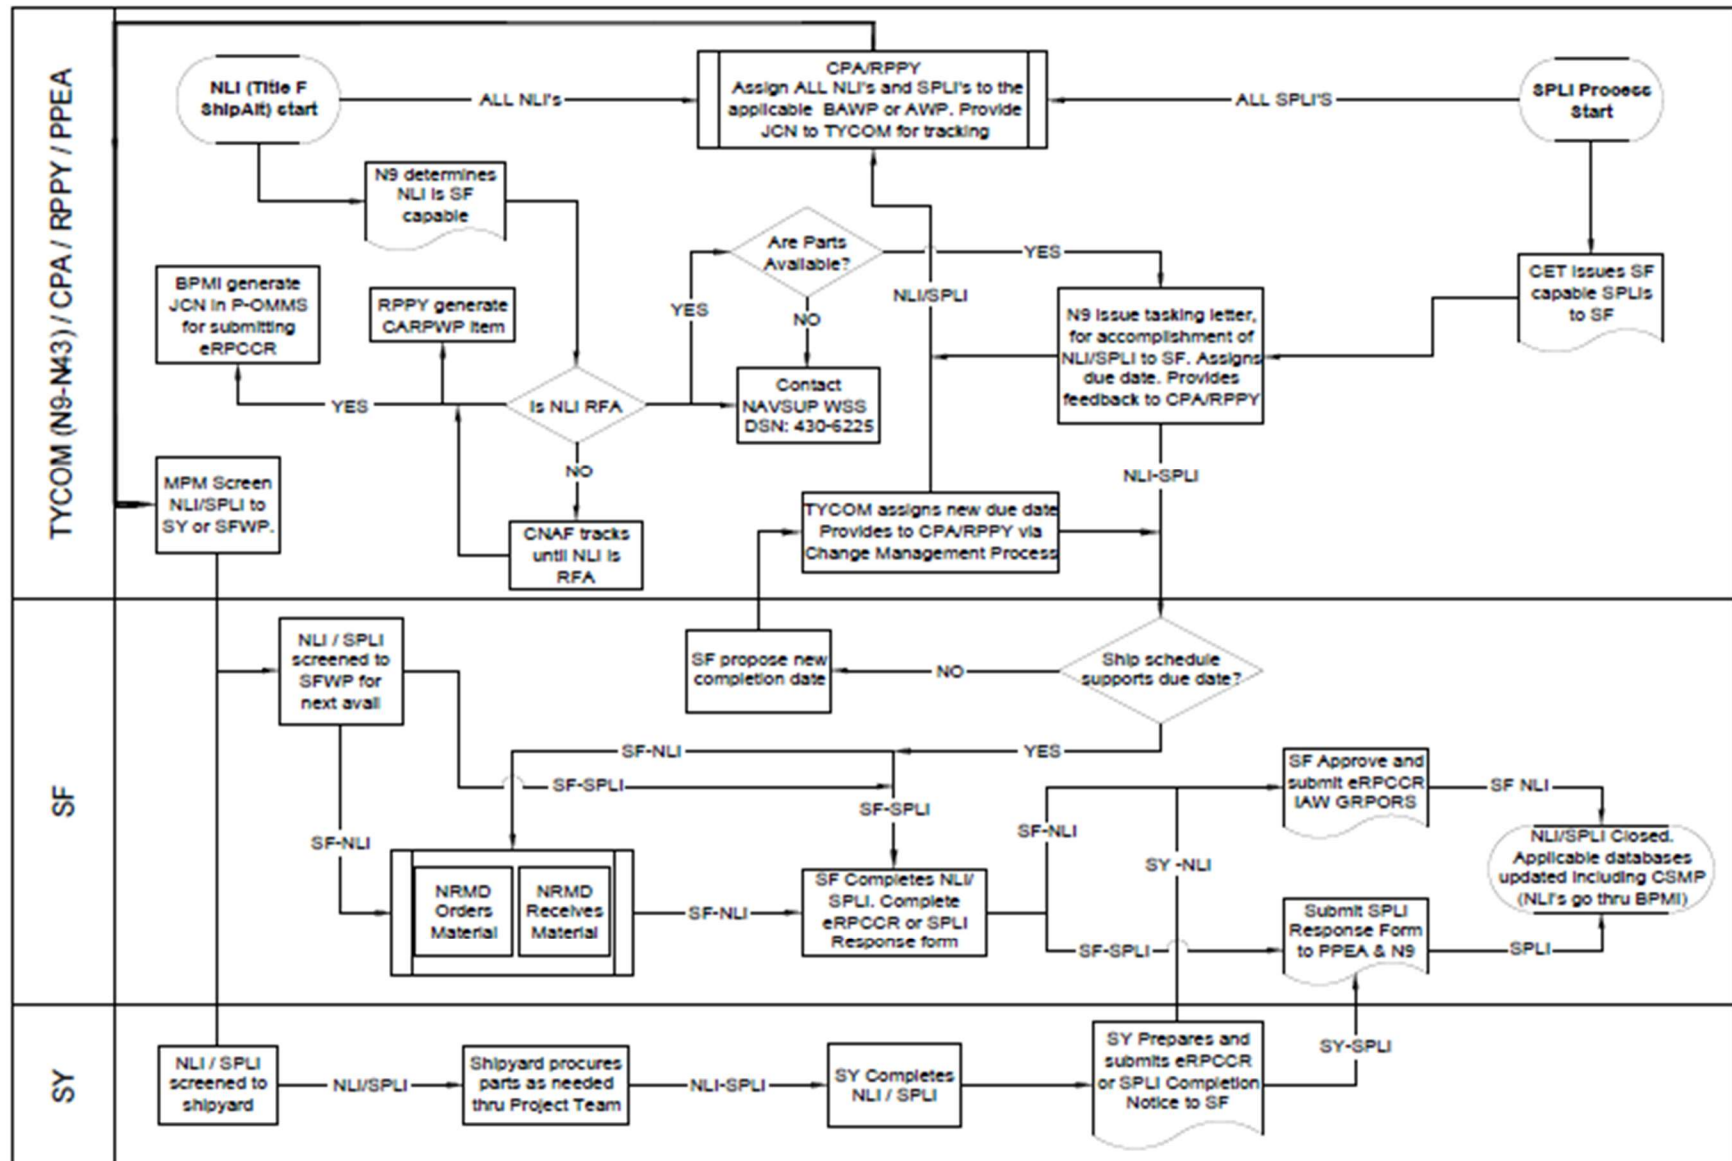 TYCOM (N9-N43) / CPA / RPPY / PPEA
NLI (Title F
ShipAlt) start
ALL NLI's
CPA/RPPY
Assign ALL NLI's and SPLI's to the
applicable BAWP or AWP. Provide
JCN to TYCOM for tracking
ALL SPLI'S
SPLI Process
Start
N9 determines
NLI is SF
capable
Are Parts
Available?
YES
NLI/SPLI
CET Issues SF
capable SPLIs
to SF
BPMI generate
JCN in P-OMMS
for submitting
eRPCCR
RPPY generate
CARPWP Item
YES
NO
N9 Issue tasking letter,
for accomplishment of
NLI/SPLI to SF. Assigns
due date. Provides
feedback to CPA/RPPY
YES
Is NLI RFA
Contact
NAVSUP WSS
DSN: 430-6225
NO
NLI-SPLI
MPM Screen
NLI/SPLI to
SY or SFWP.
CNAF tracks
until NLI is
RFA
TYCOM assigns new due date
Provides to CPA/RPPY via
Change Management Process
SF
NLI / SPLI
screened to
SFWP for
next avail
SF propose new
completion date
NO
Ship schedule
supports due date?
SF-NLI
YES
SF-SPLI
SF-SPLI
SF-NLI
NRMD
Orders
Material
NRMD
Receives
Material
SF-NLI
SF Completes NLI/
SPLI. Complete
eRPCCR or SPLI
Response form
SF-NLI
SY -NLI
SF-SPLI
SF Approve and
submit eRPCCR
IAW GRPORS
SF NLI
NLI/SPLI Closed.
Applicable databases
updated including CSMP
(NLI's go thru BPMI)
Submit SPLI
Response Form
to PPEA & N9
SPLI
SY
NLI / SPLI
screened to
shipyard
NLI/SPLI
Shipyard procures
parts as needed
thru Project Team
NLI-SPLI
SY Completes
NLI / SPLI
SY Prepares and
submits eRPCCR
or SPLI Completion
Notice to SF
SY-SPLI